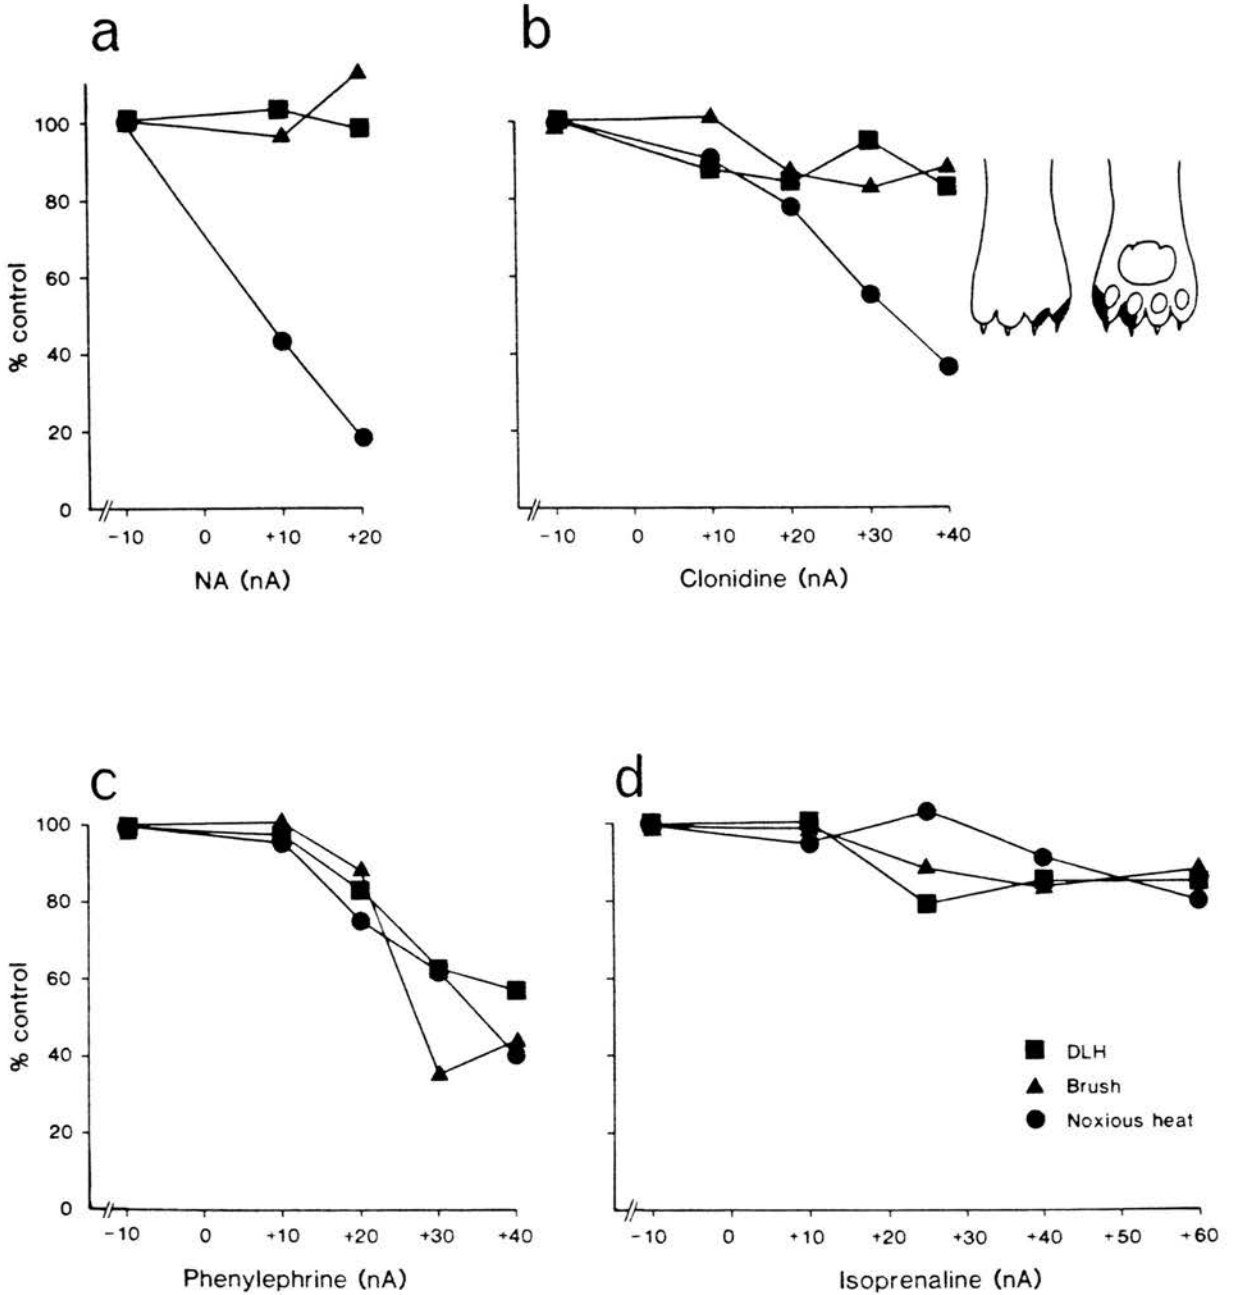 a
b
100
80
60
40
20
0
% control
-10 0 +10 +20
NA (nA)
-10 0 +10 +20 +30 +40
Clonidine (nA)
c
d
100
80
60
40
20
0
% control
-10 0 +10 +20 +30 +40
Phenylephrine (nA)
DLH
Brush
Noxious heat
-10 0 +10 +20 +30 +40 +50 +60
Isoprenaline (nA)